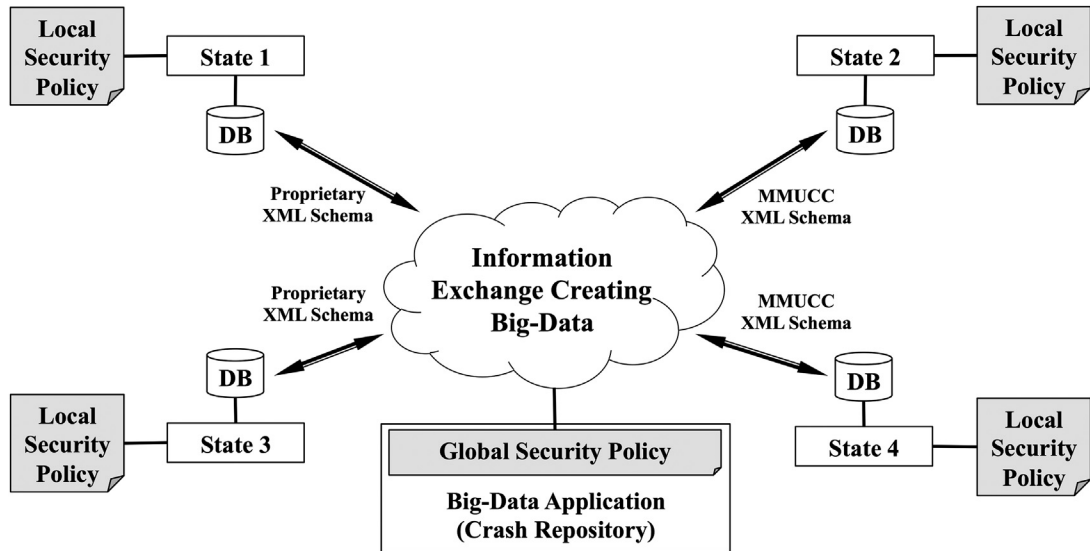 Local
Security
Policy
State 1
DB
Proprietary
XML Schema
State 2
Local
Security
Policy
DB
MMUCC
XML Schema
Information
Exchange Creating
Big-Data
Proprietary
XML Schema
DB
Local
Security
Policy
State 3
MMUCC
XML Schema
DB
State 4
Local
Security
Policy
Global Security Policy
Big-Data Application
(Crash Repository)